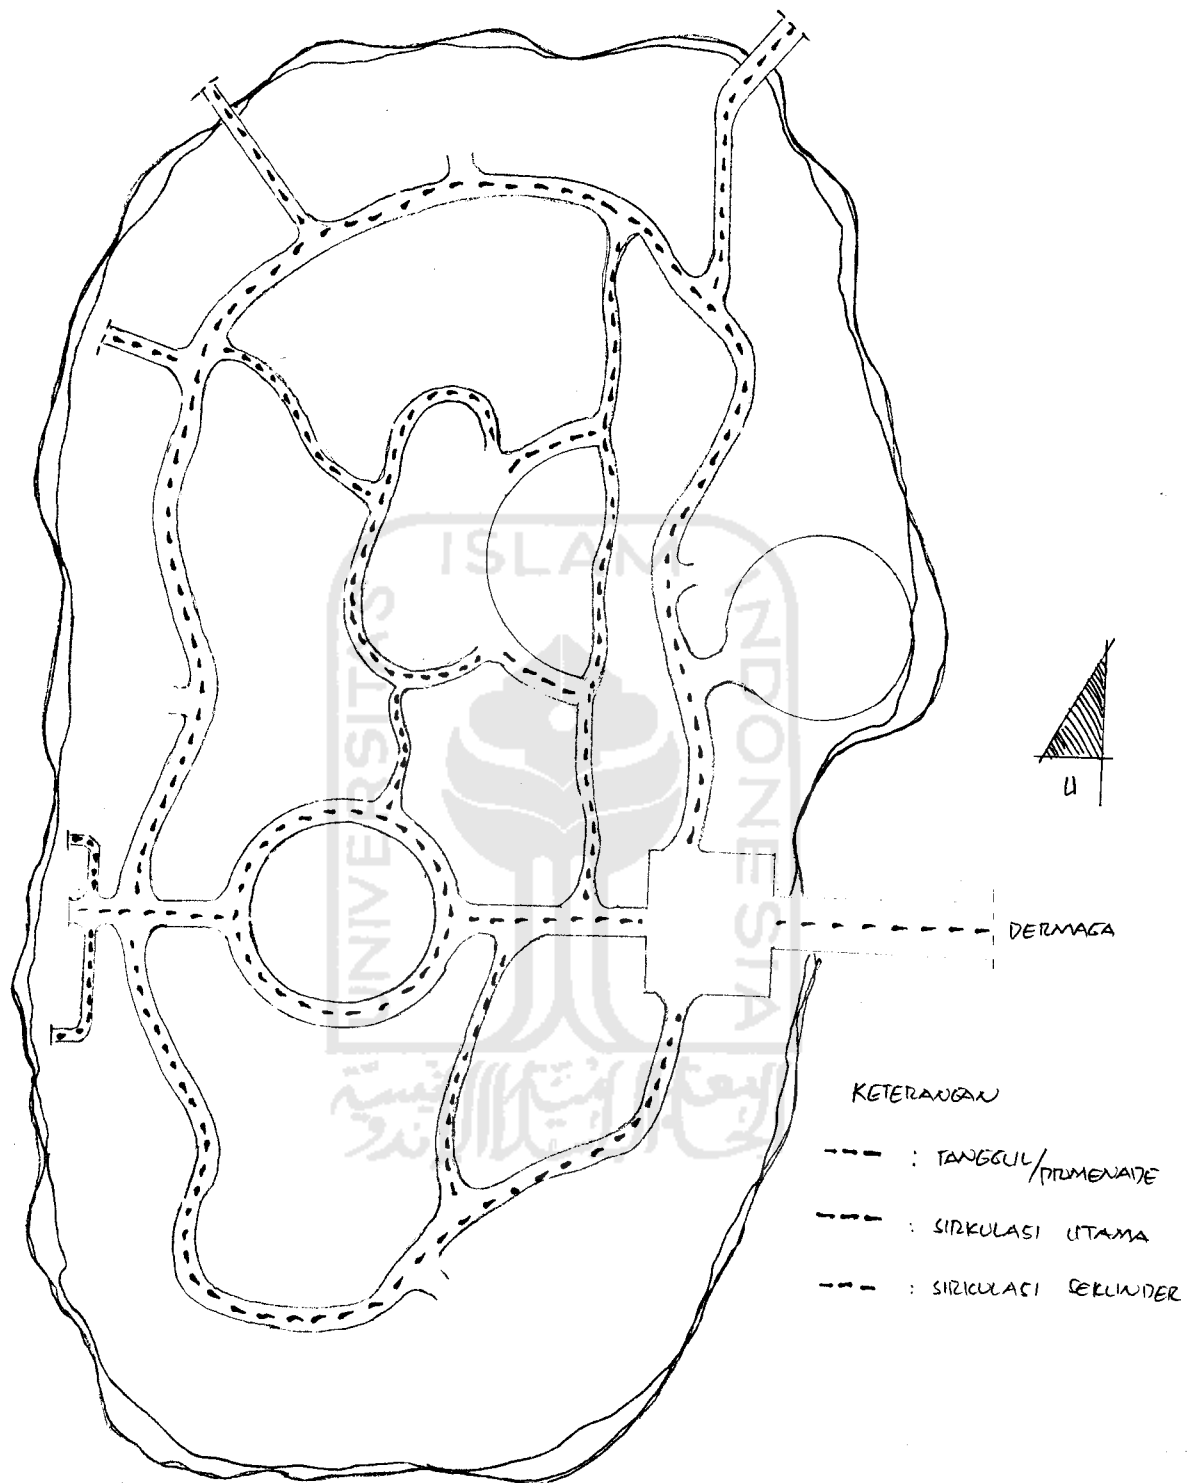 ISLAM
UNIVERSITAS
INDONESIA
U
DERMAGA
KETERANGAN
--- : TANGGUL/PROMENADE
--- : SIRKULASI UTAMA
--- : SIRKULASI SEKUNDER